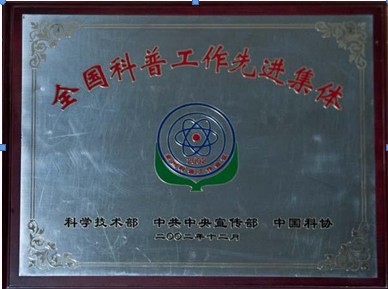 全国科普工作先进集体
科学技术部 中共中央宣传部 中国科协
二〇〇二年十二月